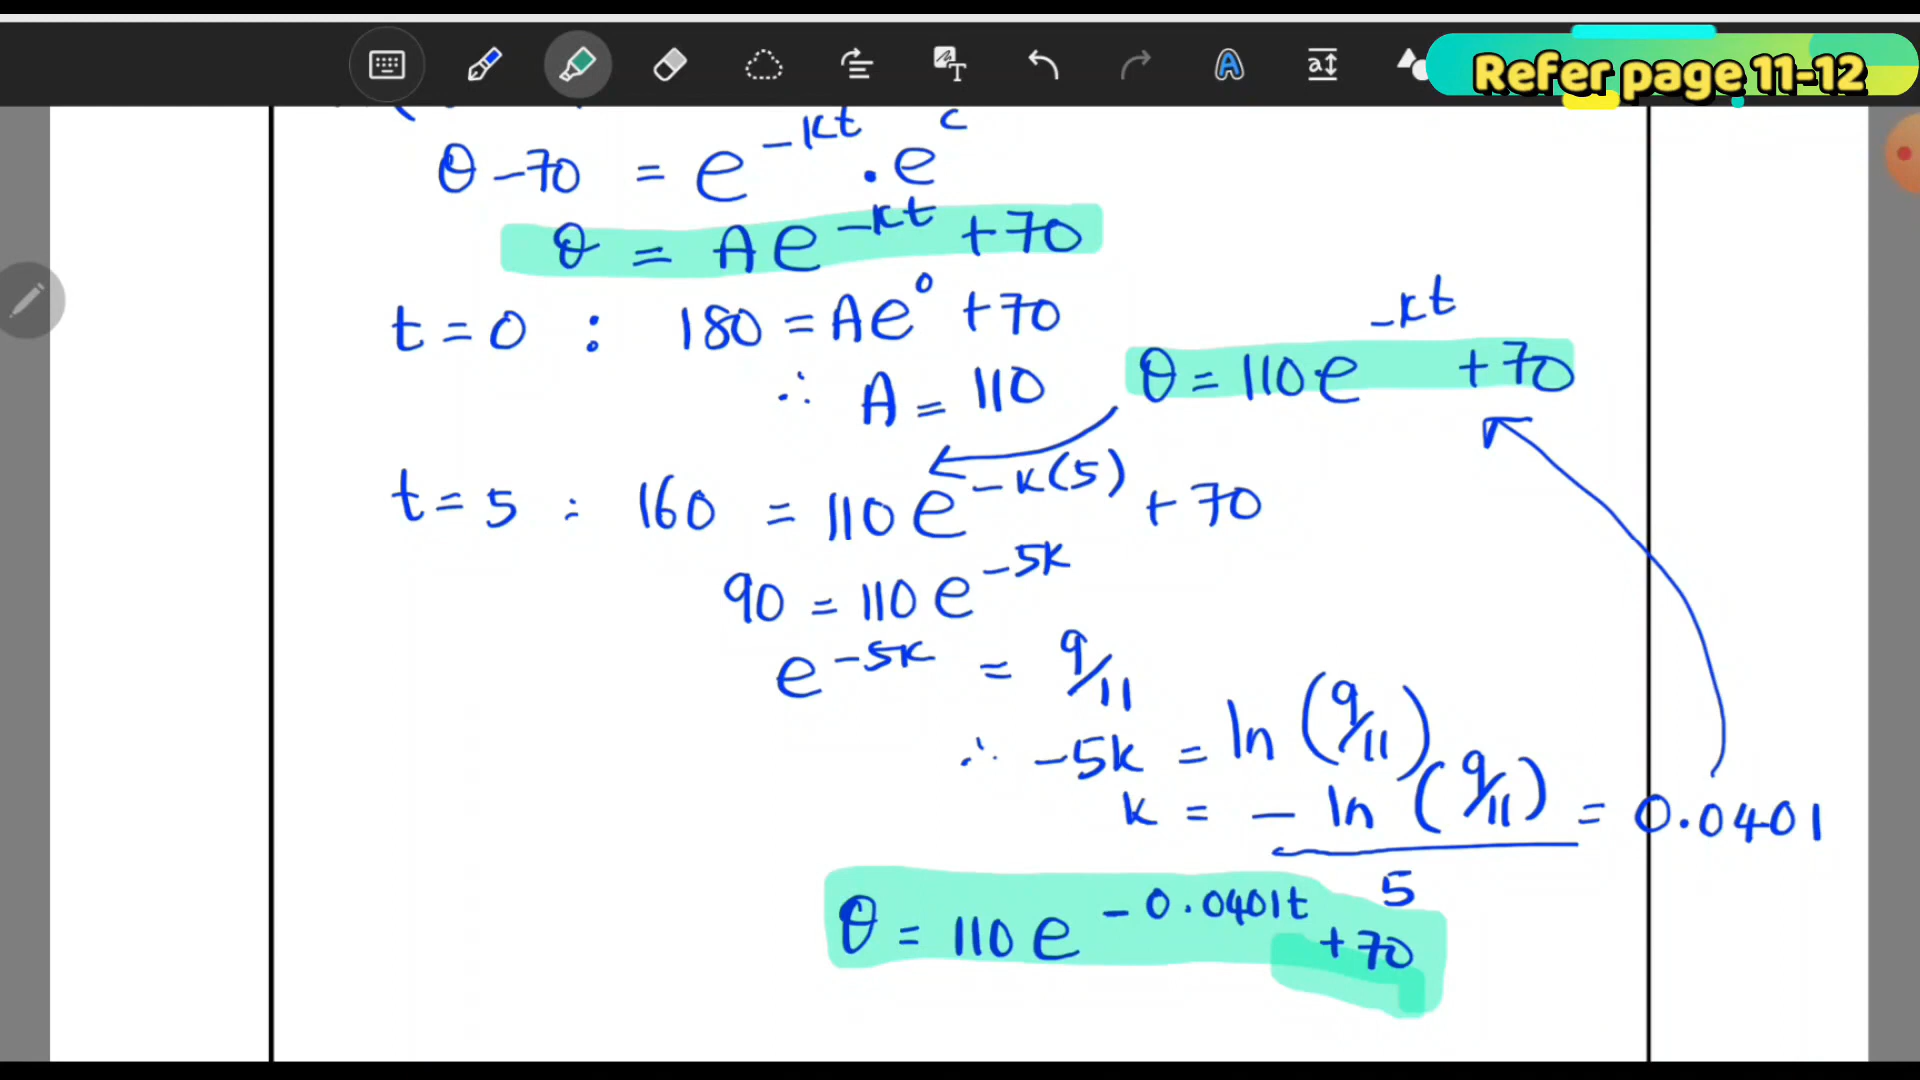 Refer page 11-12
θ - 70 = e^{-kt} . e^c
θ = Ae^{-kt} + 70
t = 0 : 180 = Ae^0 + 70
∴ A = 110
θ = 110e^{-kt} + 70
t = 5 : 160 = 110e^{-k(5)} + 70
90 = 110e^{-5k}
e^{-5k} = 9/11
∴ -5k = ln (9/11)
k = - ln (9/11) / 5 = 0.0401
θ = 110e^{-0.0401t} + 70